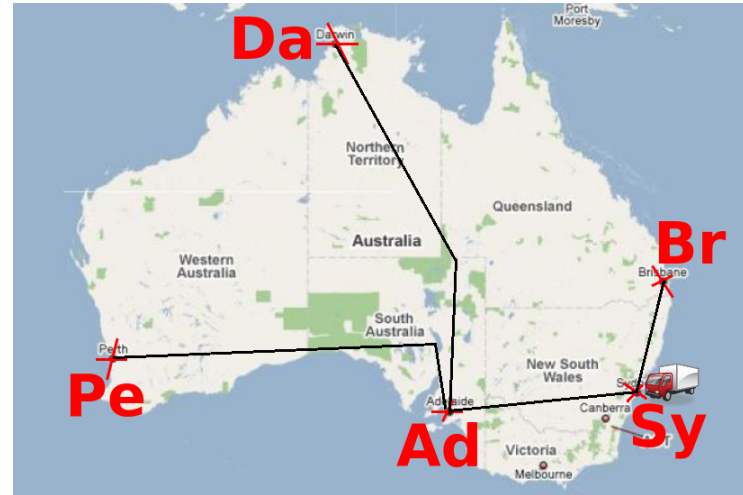 Port
Moresby
Da
Darwin
Northern
Territory
Queensland
Australia
Western
Australia
Br
Brisbane
South
Australia
Perth
Pe
New South
Wales
Adelaide
Ad
Canberra
Sy
Victoria
Melbourne